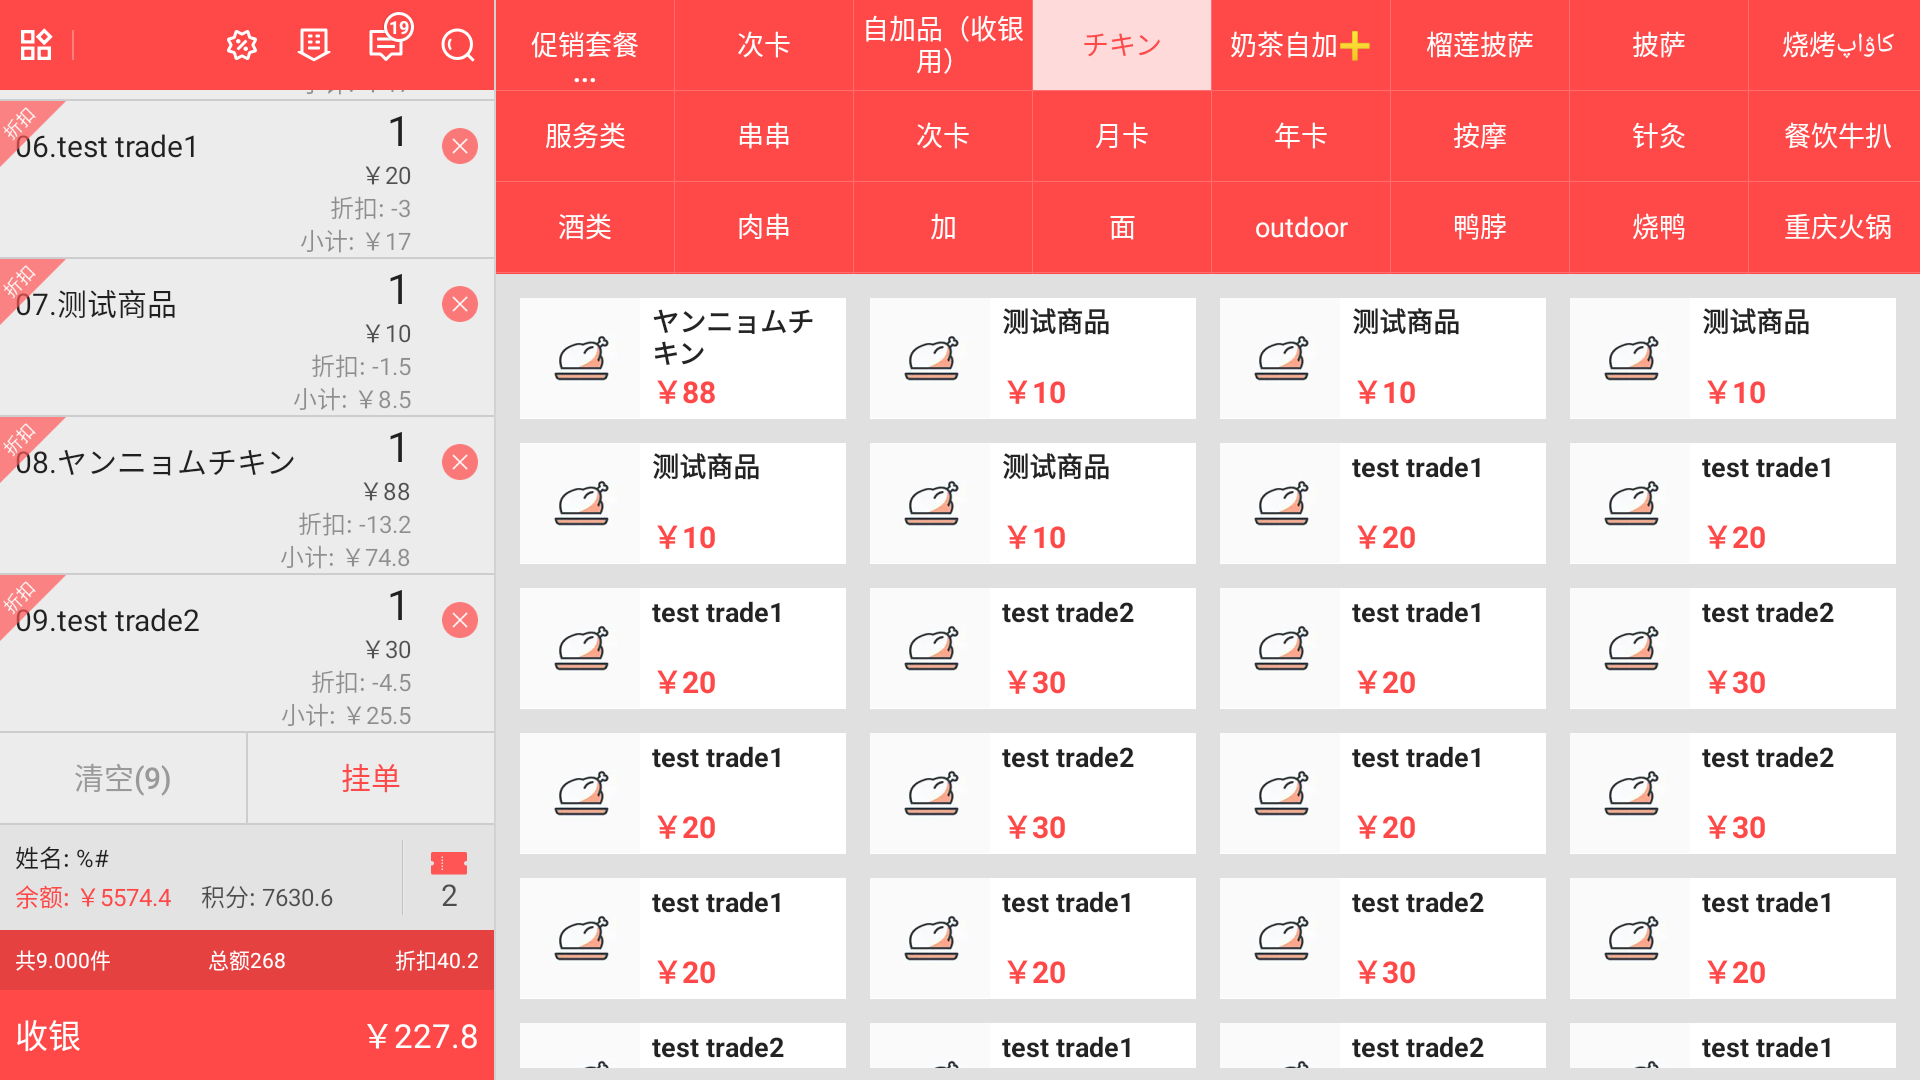 19
折扣
06.test trade1
1
￥20
折扣: -3
小计: ￥17
折扣
07.测试商品
1
￥10
折扣: -1.5
小计: ￥8.5
折扣
08.ヤンニョムチキン
1
￥88
折扣: -13.2
小计: ￥74.8
折扣
09.test trade2
1
￥30
折扣: -4.5
小计: ￥25.5
清空(9)
挂单
姓名: %#
余额: ￥5574.4 积分: 7630.6
2
共9.000件 总额268 折扣40.2
收银 ￥227.8
促销套餐
...
次卡
自加品（收银
用）
チキン
奶茶自加➕
榴莲披萨
披萨
烧烤كاۋاپ
服务类
串串
次卡
月卡
年卡
按摩
针灸
餐饮牛扒
酒类
肉串
加
面
outdoor
鸭脖
烧鸭
重庆火锅
ヤンニョムチ
キン
￥88
测试商品
￥10
测试商品
￥10
测试商品
￥10
测试商品
￥10
测试商品
￥10
test trade1
￥20
test trade1
￥20
test trade1
￥20
test trade2
￥30
test trade1
￥20
test trade2
￥30
test trade1
￥20
test trade2
￥30
test trade1
￥20
test trade2
￥30
test trade1
￥20
test trade1
￥20
test trade2
￥30
test trade1
￥20
test trade2
test trade1
test trade2
test trade1